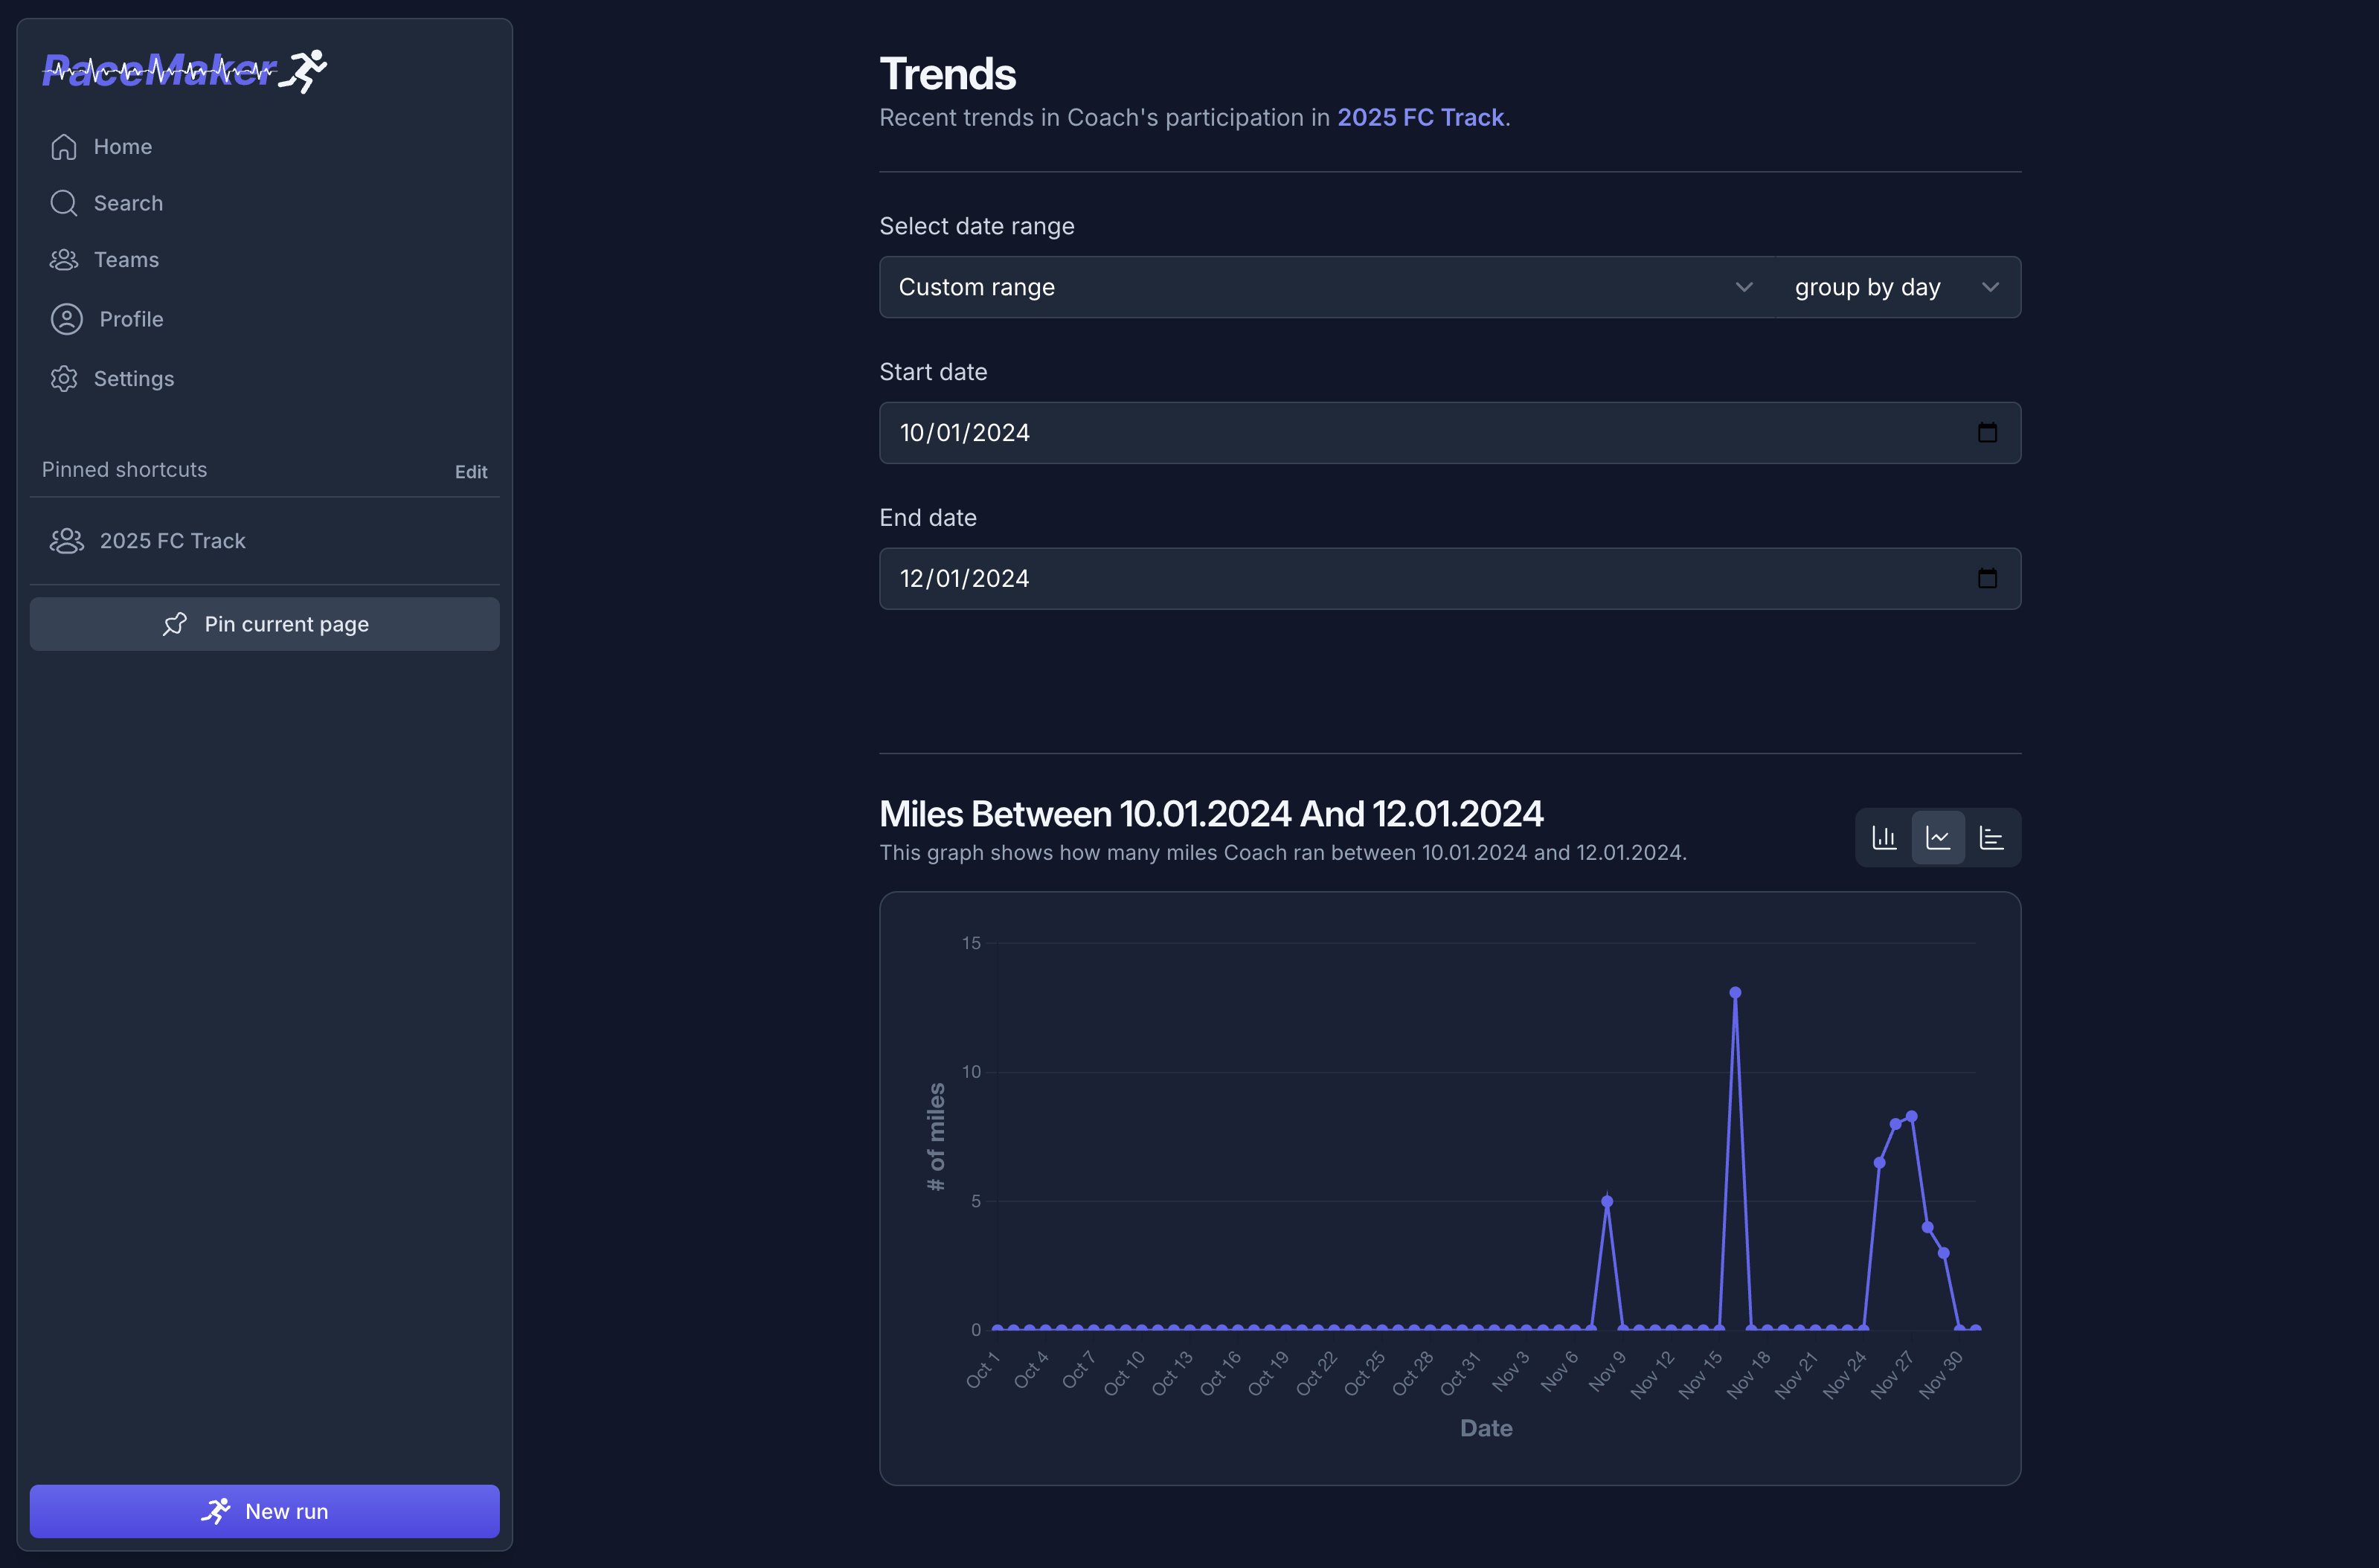 PaceMaker
Home
Search
Teams
Profile
Settings
Pinned shortcuts
Edit
2025 FC Track
Pin current page
New run
Trends
Recent trends in Coach's participation in 2025 FC Track.
Select date range
Custom range
group by day
Start date
10/01/2024
End date
12/01/2024
Miles Between 10.01.2024 And 12.01.2024
This graph shows how many miles Coach ran between 10.01.2024 and 12.01.2024.
15
10
5
0
# of miles
Oct 1
Oct 4
Oct 7
Oct 10
Oct 13
Oct 16
Oct 19
Oct 22
Oct 25
Oct 28
Oct 31
Nov 3
Nov 6
Nov 9
Nov 12
Nov 15
Nov 18
Nov 21
Nov 24
Nov 27
Nov 30
Date